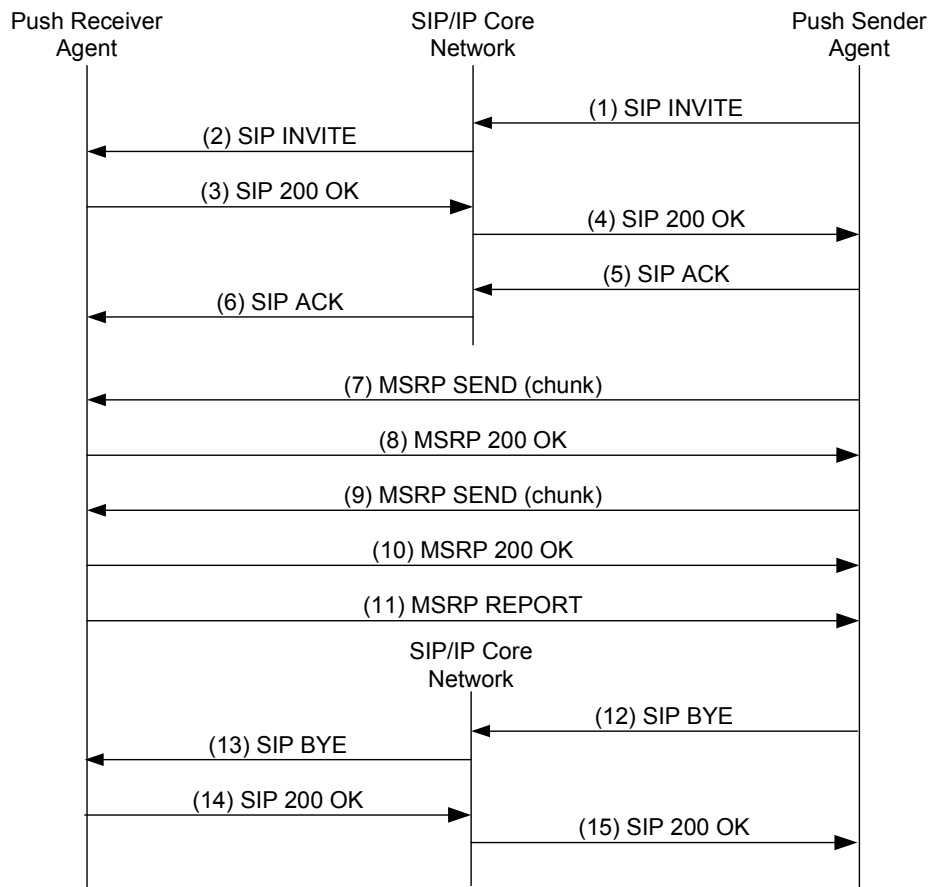 Push Receiver
Agent
SIP/IP Core
Network
Push Sender
Agent
(1) SIP INVITE
(2) SIP INVITE
(3) SIP 200 OK
(4) SIP 200 OK
(5) SIP ACK
(6) SIP ACK
(7) MSRP SEND (chunk)
(8) MSRP 200 OK
(9) MSRP SEND (chunk)
(10) MSRP 200 OK
(11) MSRP REPORT
SIP/IP Core
Network
(12) SIP BYE
(13) SIP BYE
(14) SIP 200 OK
(15) SIP 200 OK